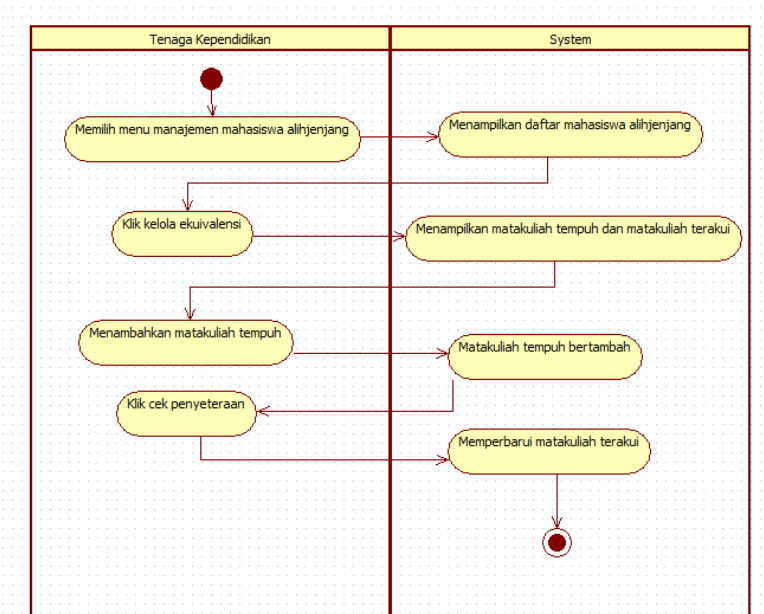 Tenaga Kependidikan
System
Memilih menu manajemen mahasiswa alihjenjang
Menampilkan daftar mahasiswa alihjenjang
Klik kelola ekuivalensi
Menampilkan matakuliah tempuh dan matakuliah terakui
Menambahkan matakuliah tempuh
Matakuliah tempuh bertambah
Klik cek penyeteraan
Memperbarui matakuliah terakui